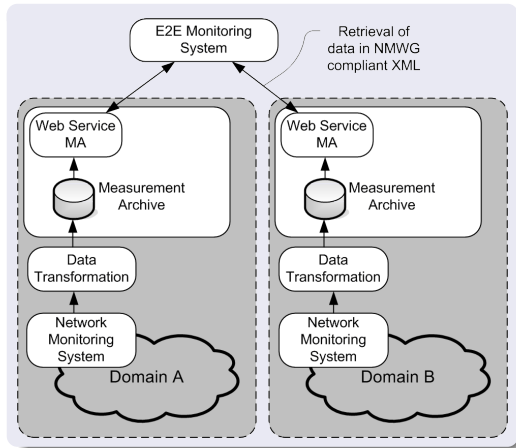 E2E Monitoring
System
Retrieval of
data in NMWG
compliant XML
Web Service
MA
Measurement
Archive
Data
Transformation
Network
Monitoring
System
Domain A
Web Service
MA
Measurement
Archive
Data
Transformation
Network
Monitoring
System
Domain B